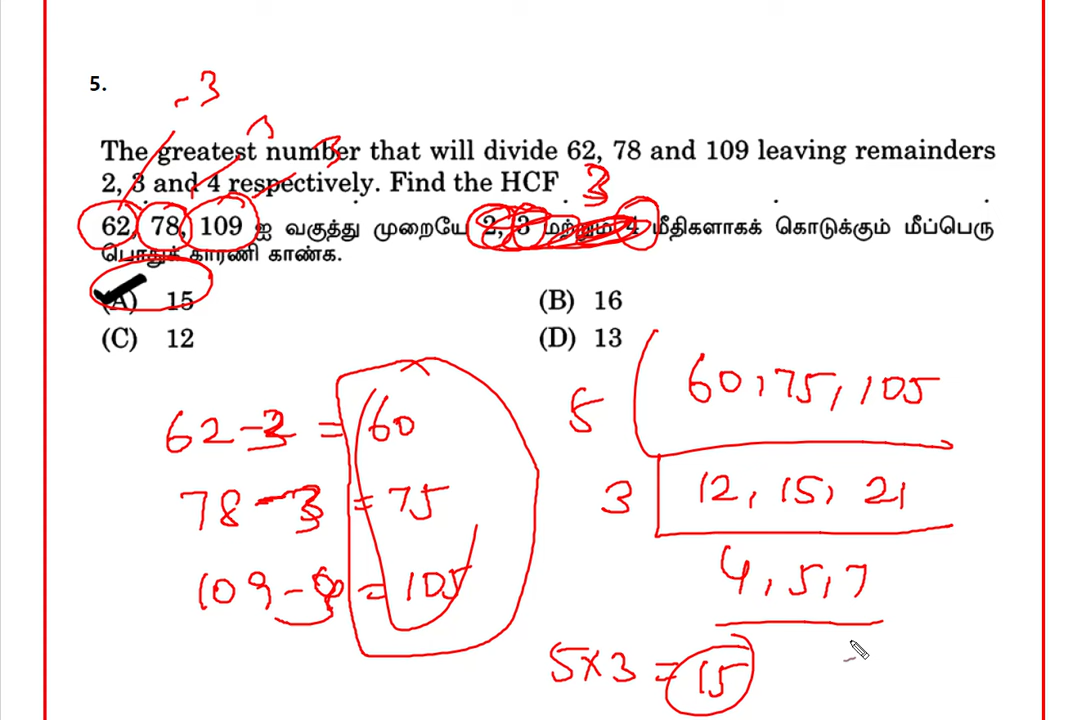 5.
- 3
3
The greatest number that will divide 62, 78 and 109 leaving remainders
2, 3 and 4 respectively. Find the HCF
3
62, 78, 109 ஐ வகுத்து முறையே 2, 3 மற்றும் 4 மீதிகளாகக் கொடுக்கும் மீப்பெரு
பொதுக் காரணி காண்க.
(A) 15
(B) 16
(C) 12
(D) 13
62 - 2 = 60
78 - 3 = 75
109 - 4 = 105
5 60, 75, 105
3 12, 15, 21
4, 5, 7
5 x 3 = 15